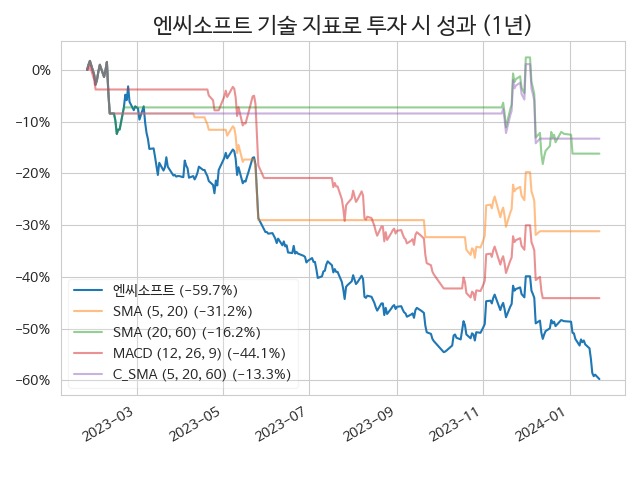 엔씨소프트 기술 지표로 투자 시 성과 (1년)
0%
−10%
−20%
−30%
−40%
−50%
−60%
엔씨소프트 (−59.7%)
SMA (5, 20) (−31.2%)
SMA (20, 60) (−16.2%)
MACD (12, 26, 9) (−44.1%)
C_SMA (5, 20, 60) (−13.3%)
2023−03
2023−05
2023−07
2023−09
2023−11
2024−01